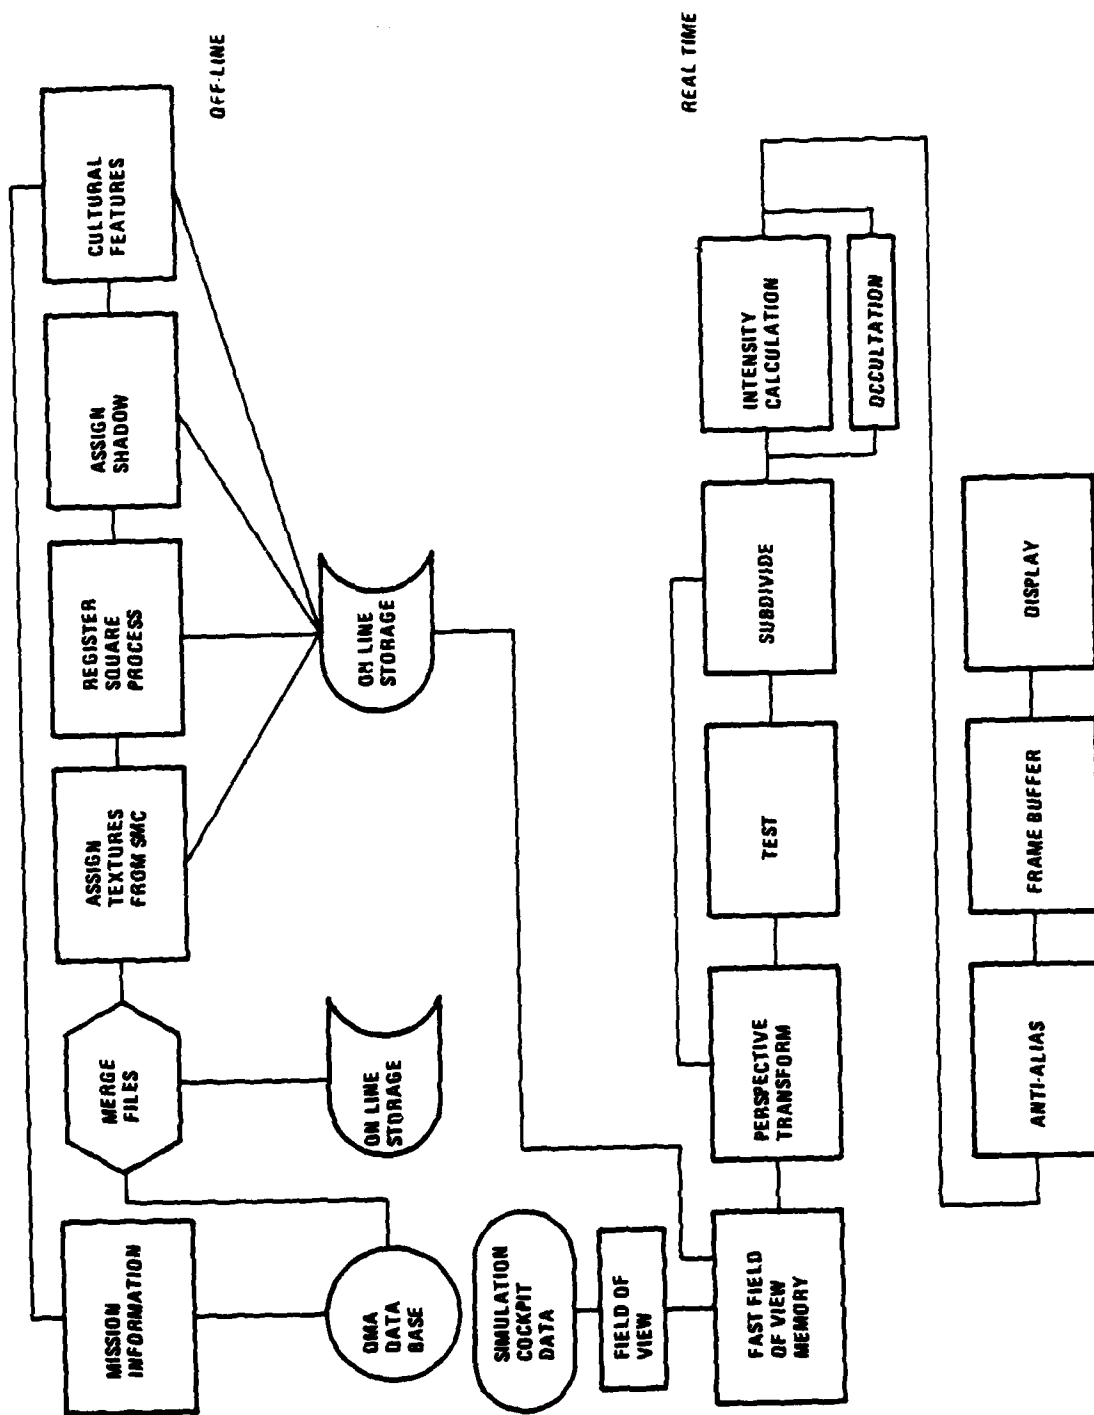 MISSION
INFORMATION
MERGE
FILES
ASSIGN
TEXTURES
FROM SMC
REGISTER
SQUARE
PROCESS
ASSIGN
SHADOW
CULTURAL
FEATURES
OFF-LINE
DMA
DATA
BASE
ON LINE
STORAGE
ON LINE
STORAGE
SIMULATION
COCKPIT
DATA
FIELD OF
VIEW
REAL TIME
FAST FIELD
OF VIEW
MEMORY
PERSPECTIVE
TRANSFORM
TEST
SUBDIVIDE
INTENSITY
CALCULATION
OCCULTATION
ANTI-ALIAS
FRAME BUFFER
DISPLAY